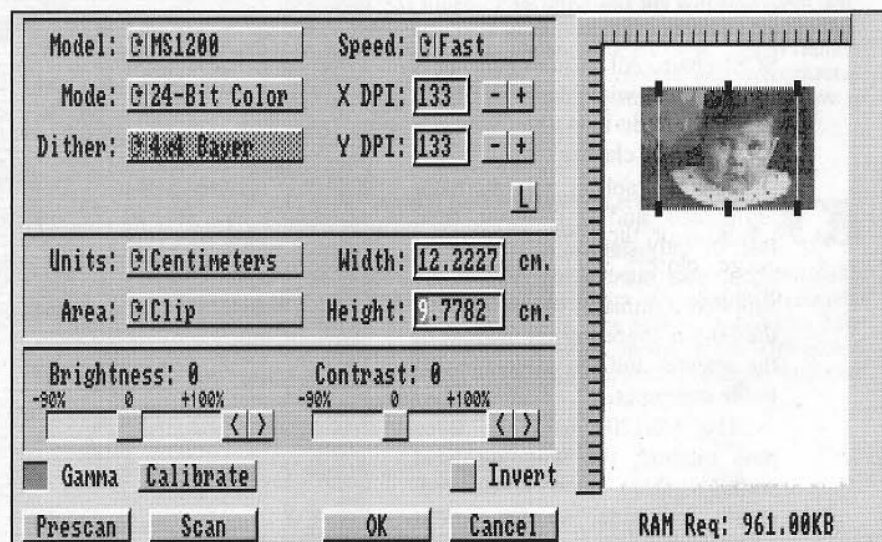 Model: MS1200 Speed: Fast
Mode: 24-Bit Color X DPI: 133 - +
Dither: 4x4 Bayer Y DPI: 133 - +
L
Units: Centimeters Width: 12.2227 cm.
Area: Clip Height: 9.7782 cm.
Brightness: 0 Contrast: 0
-90% 0 +100% -90% 0 +100%
< > < >
Gamma Calibrate Invert
Prescan Scan OK Cancel RAM Req: 961.00KB